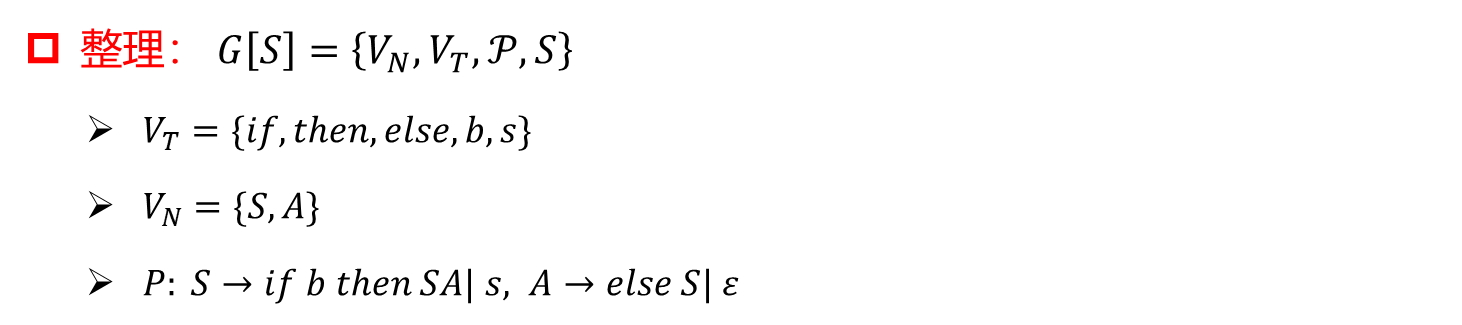 整理： G[S] = {V_N, V_T, 𝒫, S}
V_T = {if, then, else, b, s}
V_N = {S, A}
P: S → if b then SA| s, A → else S| ε